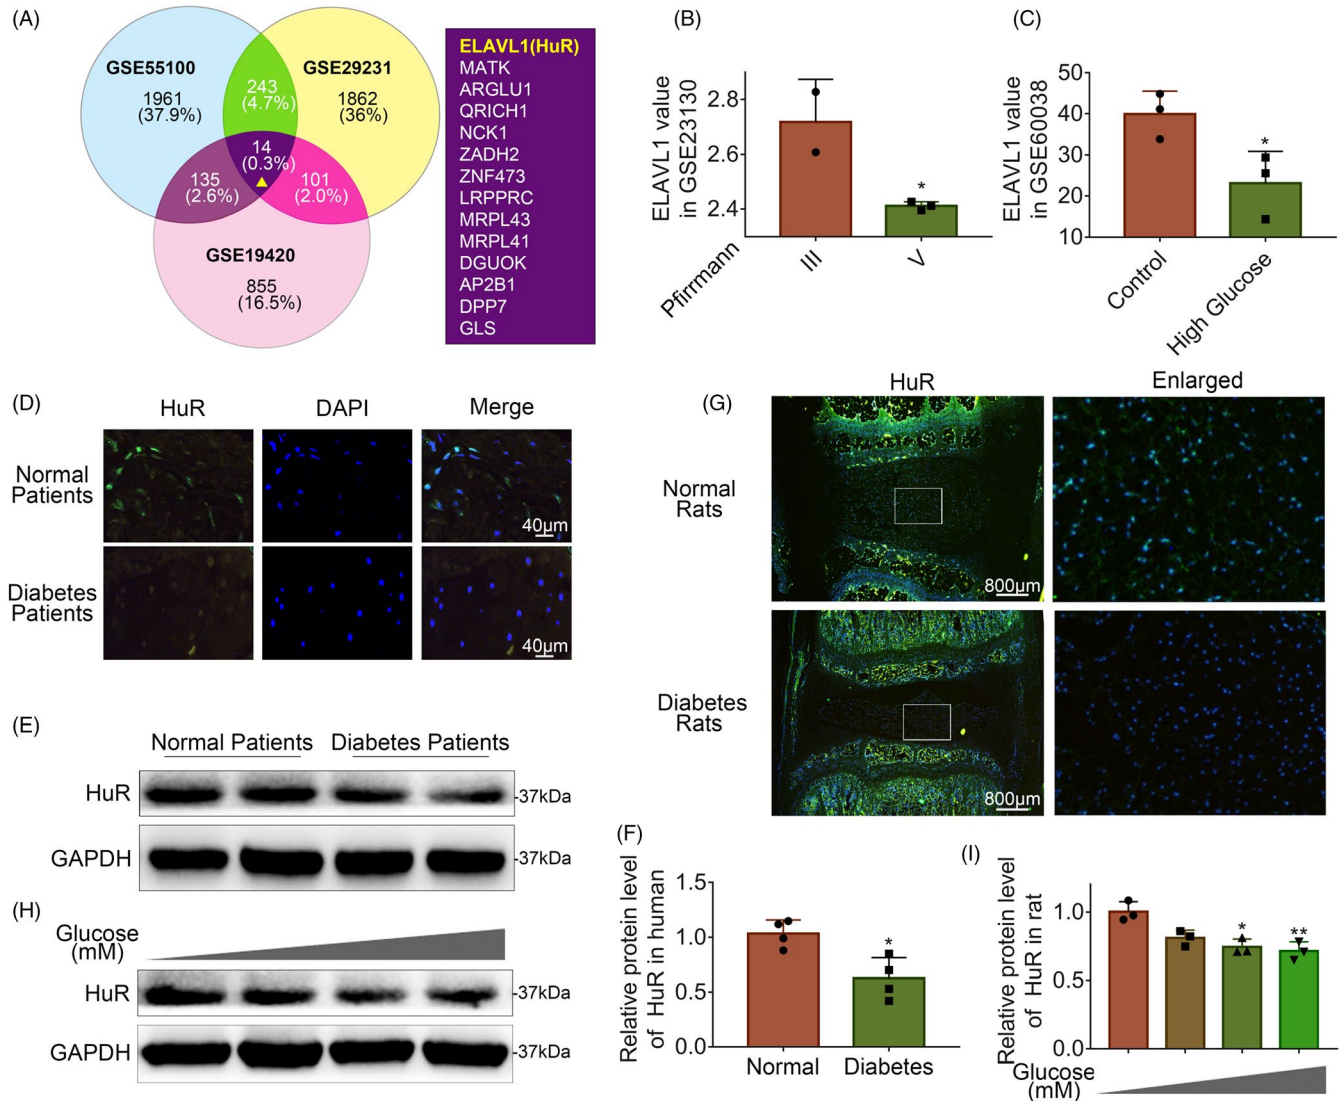 (A)
GSE55100
1961
(37.9%)
243
(4.7%)
GSE29231
1862
(36%)
14
(0.3%)
135
(2.6%)
101
(2.0%)
GSE19420
855
(16.5%)
ELAVL1(HuR)
MATK
ARGLU1
QRICH1
NCK1
ZADH2
ZNF473
LRPPRC
MRPL43
MRPL41
DGUOK
AP2B1
DPP7
GLS
(B)
ELAVL1 value
in GSE23130
2.8
2.6
2.4
*
Pfirrmann
III
V
(C)
ELAVL1 value
in GSE60038
50
40
30
20
10
*
Control
High Glucose
(D)
HuR
DAPI
Merge
Normal
Patients
40μm
Diabetes
Patients
40μm
(G)
HuR
Enlarged
Normal
Rats
800μm
Diabetes
Rats
800μm
(E)
Normal Patients
Diabetes Patients
HuR
-37kDa
GAPDH
-37kDa
(H)
Glucose
(mM)
HuR
-37kDa
GAPDH
-37kDa
(F)
Relative protein level
of HuR in human
1.5
1.0
0.5
0.0
*
Normal
Diabetes
(I)
Relative protein level
of HuR in rat
1.0
0.5
0.0
*
**
Glucose
(mM)